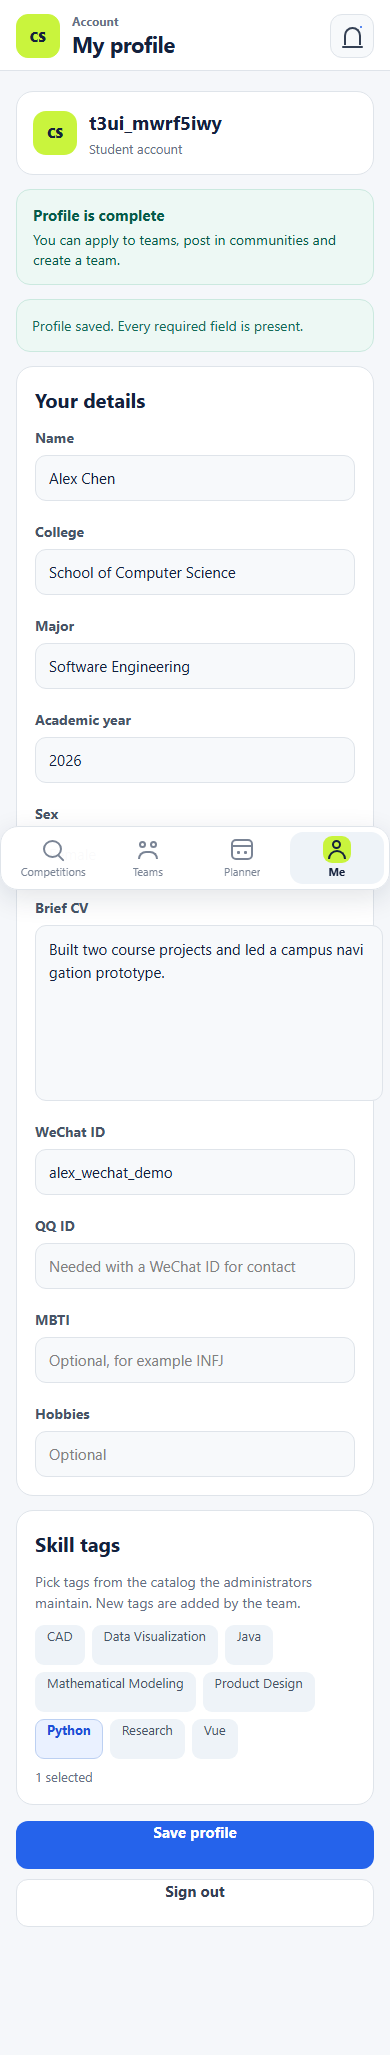 CS
Account
My profile
CS
t3ui_mwrf5iwy
Student account
Profile is complete
You can apply to teams, post in communities and
create a team.
Profile saved. Every required field is present.
Your details
Name
Alex Chen
College
School of Computer Science
Major
Software Engineering
Academic year
2026
Sex
Competitions
Teams
Planner
Me
Brief CV
Built two course projects and led a campus navi
gation prototype.
WeChat ID
alex_wechat_demo
QQ ID
Needed with a WeChat ID for contact
MBTI
Optional, for example INFJ
Hobbies
Optional
Skill tags
Pick tags from the catalog the administrators
maintain. New tags are added by the team.
CAD
Data Visualization
Java
Mathematical Modeling
Product Design
Python
Research
Vue
1 selected
Save profile
Sign out